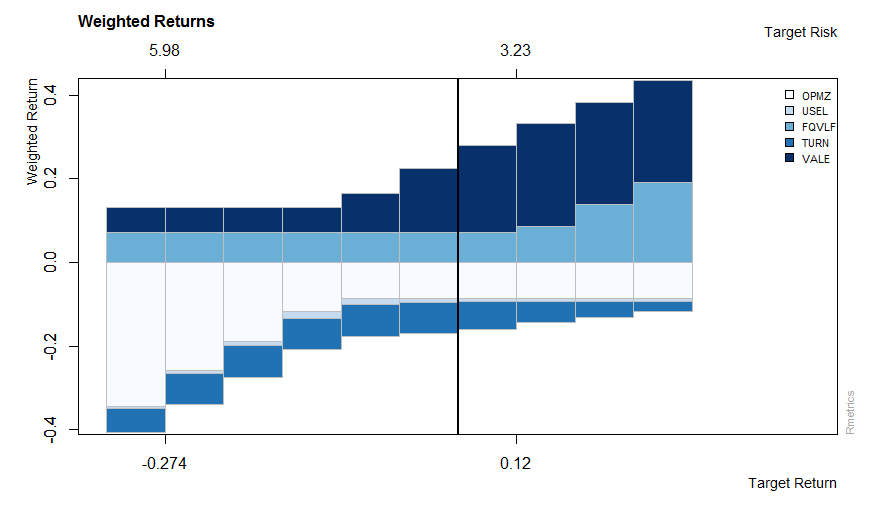 Weighted Returns
Target Risk
5.98 3.23
Weighted Return
0.4
0.2
0.0
-0.2
-0.4
OPMZ
USEL
FQVLF
TURN
VALE
Rmetrics
-0.274 0.12
Target Return